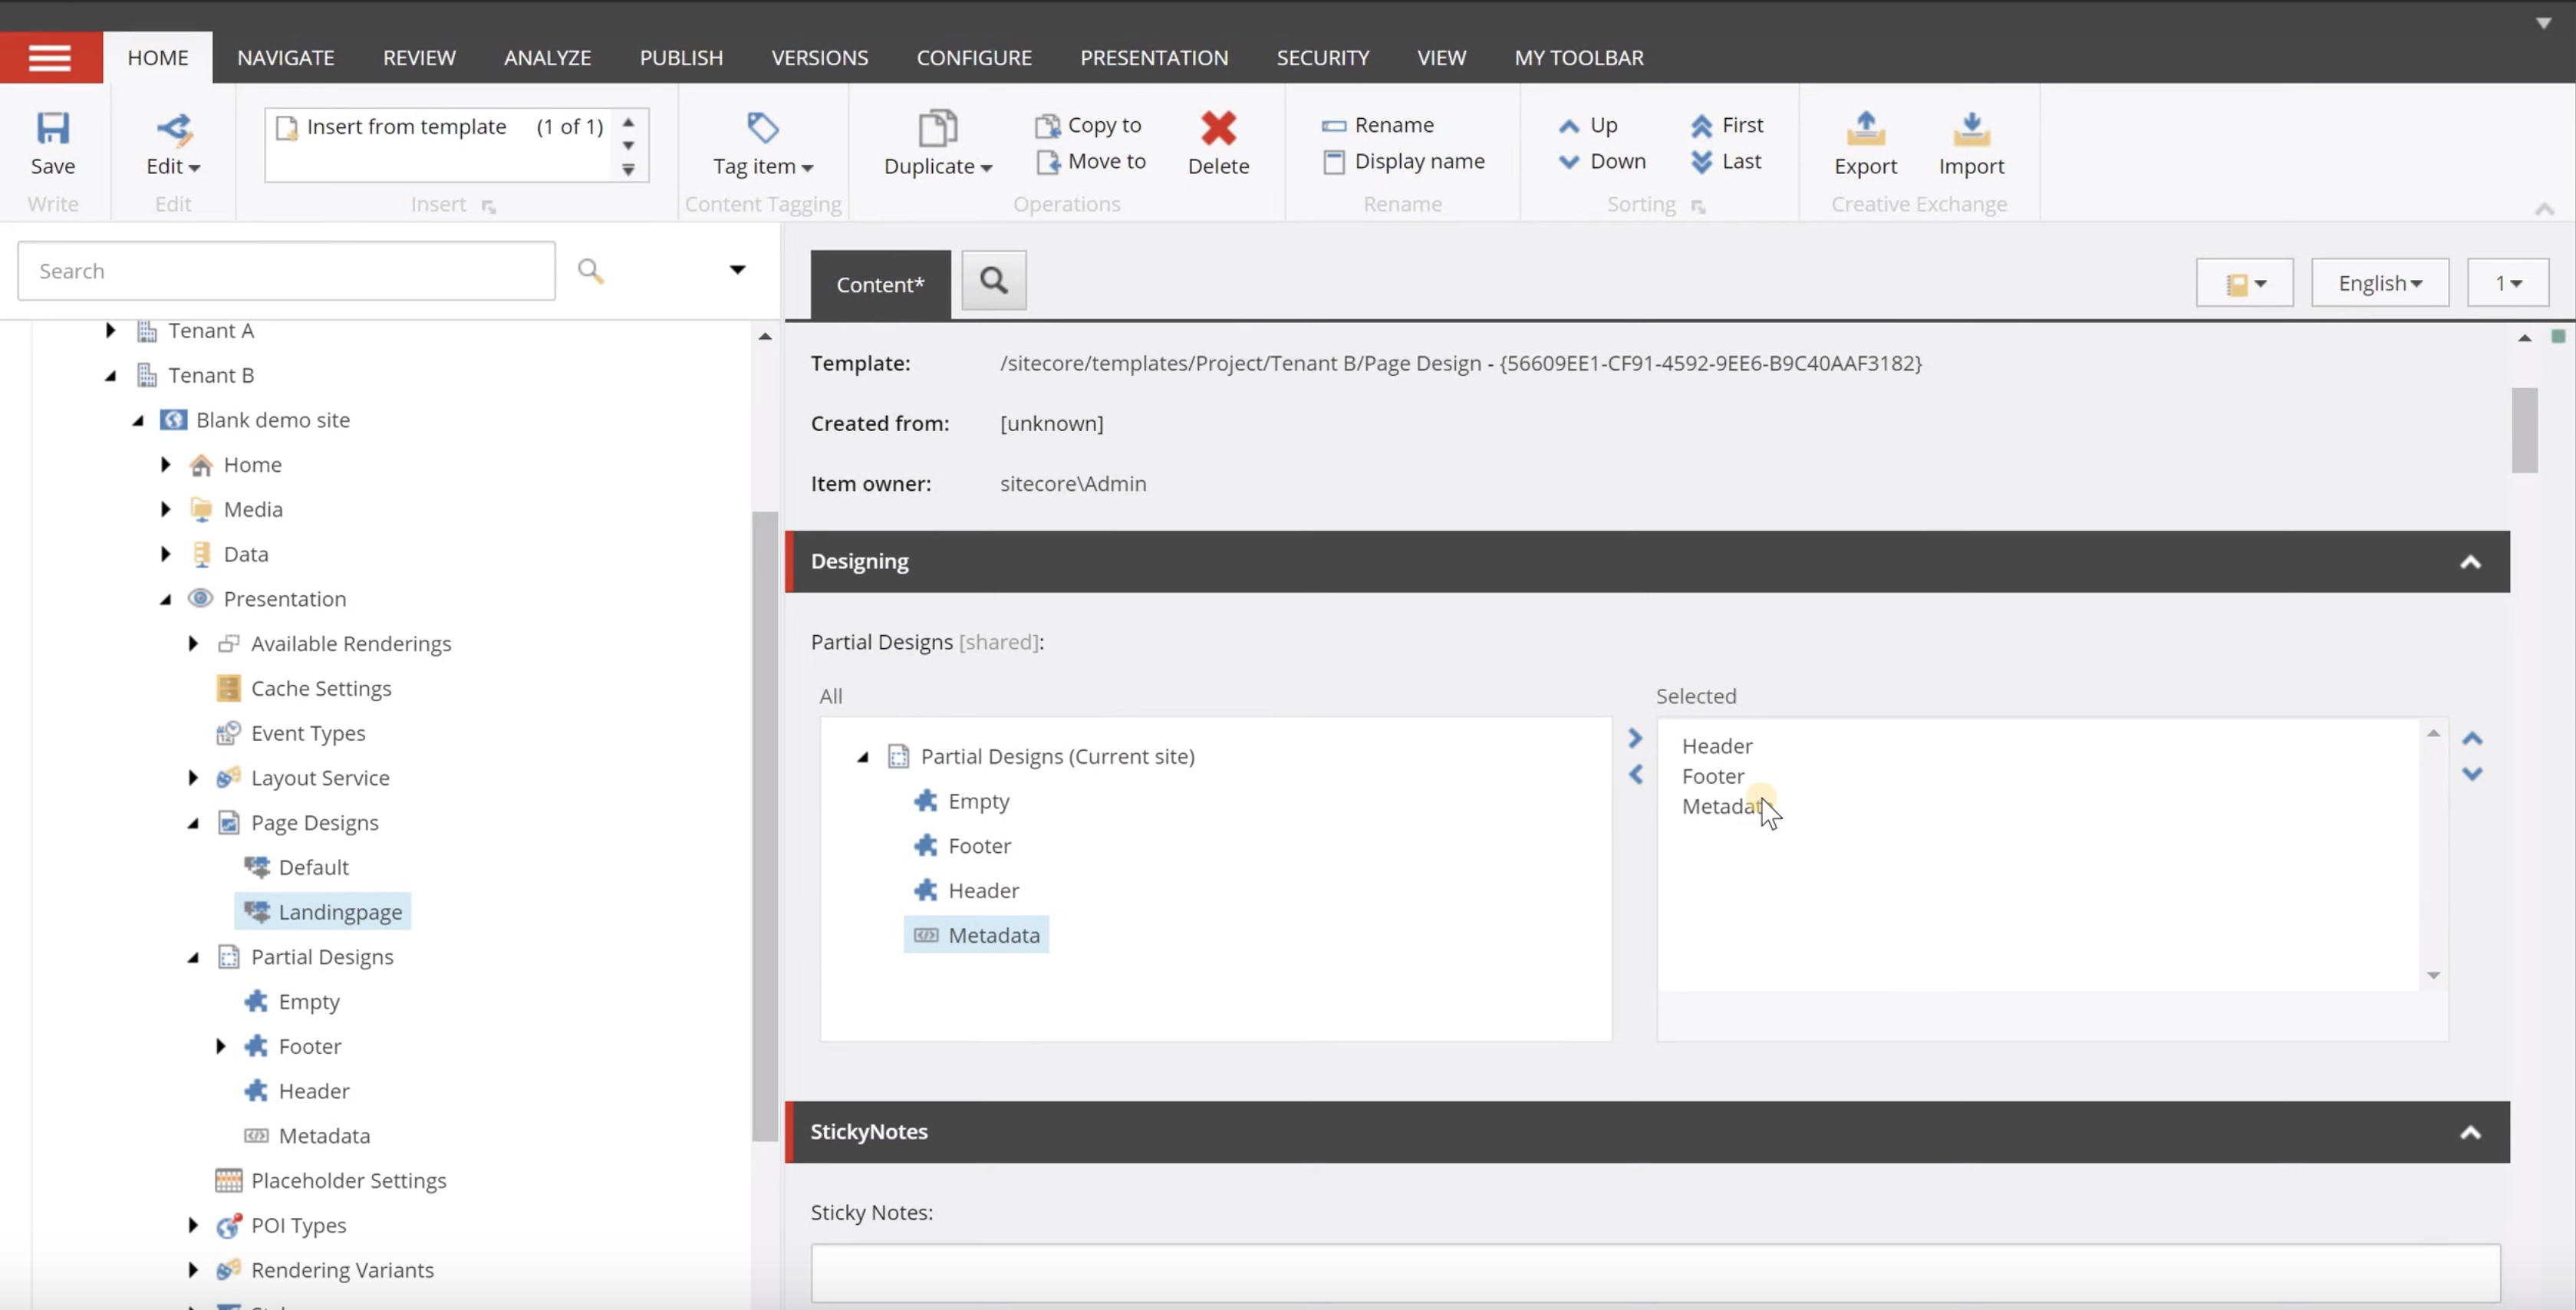 HOME NAVIGATE REVIEW ANALYZE PUBLISH VERSIONS CONFIGURE PRESENTATION SECURITY VIEW MY TOOLBAR
Insert from template (1 of 1)
Copy to
Rename
Up
First
Save
Edit
Tag item
Duplicate
Move to
Delete
Display name
Down
Last
Export
Import
Write
Edit
Insert
Content Tagging
Operations
Rename
Sorting
Creative Exchange
Search
Tenant A
Tenant B
Blank demo site
Home
Media
Data
Presentation
Available Renderings
Cache Settings
Event Types
Layout Service
Page Designs
Default
Landingpage
Partial Designs
Empty
Footer
Header
Metadata
Placeholder Settings
POI Types
Rendering Variants
Content*
English
1
Template: /sitecore/templates/Project/Tenant B/Page Design - {56609EE1-CF91-4592-9EE6-B9C40AAF3182}
Created from: [unknown]
Item owner: sitecore\Admin
Designing
Partial Designs [shared]:
All
Partial Designs (Current site)
Empty
Footer
Header
Metadata
Selected
Header
Footer
Metadata
StickyNotes
Sticky Notes: